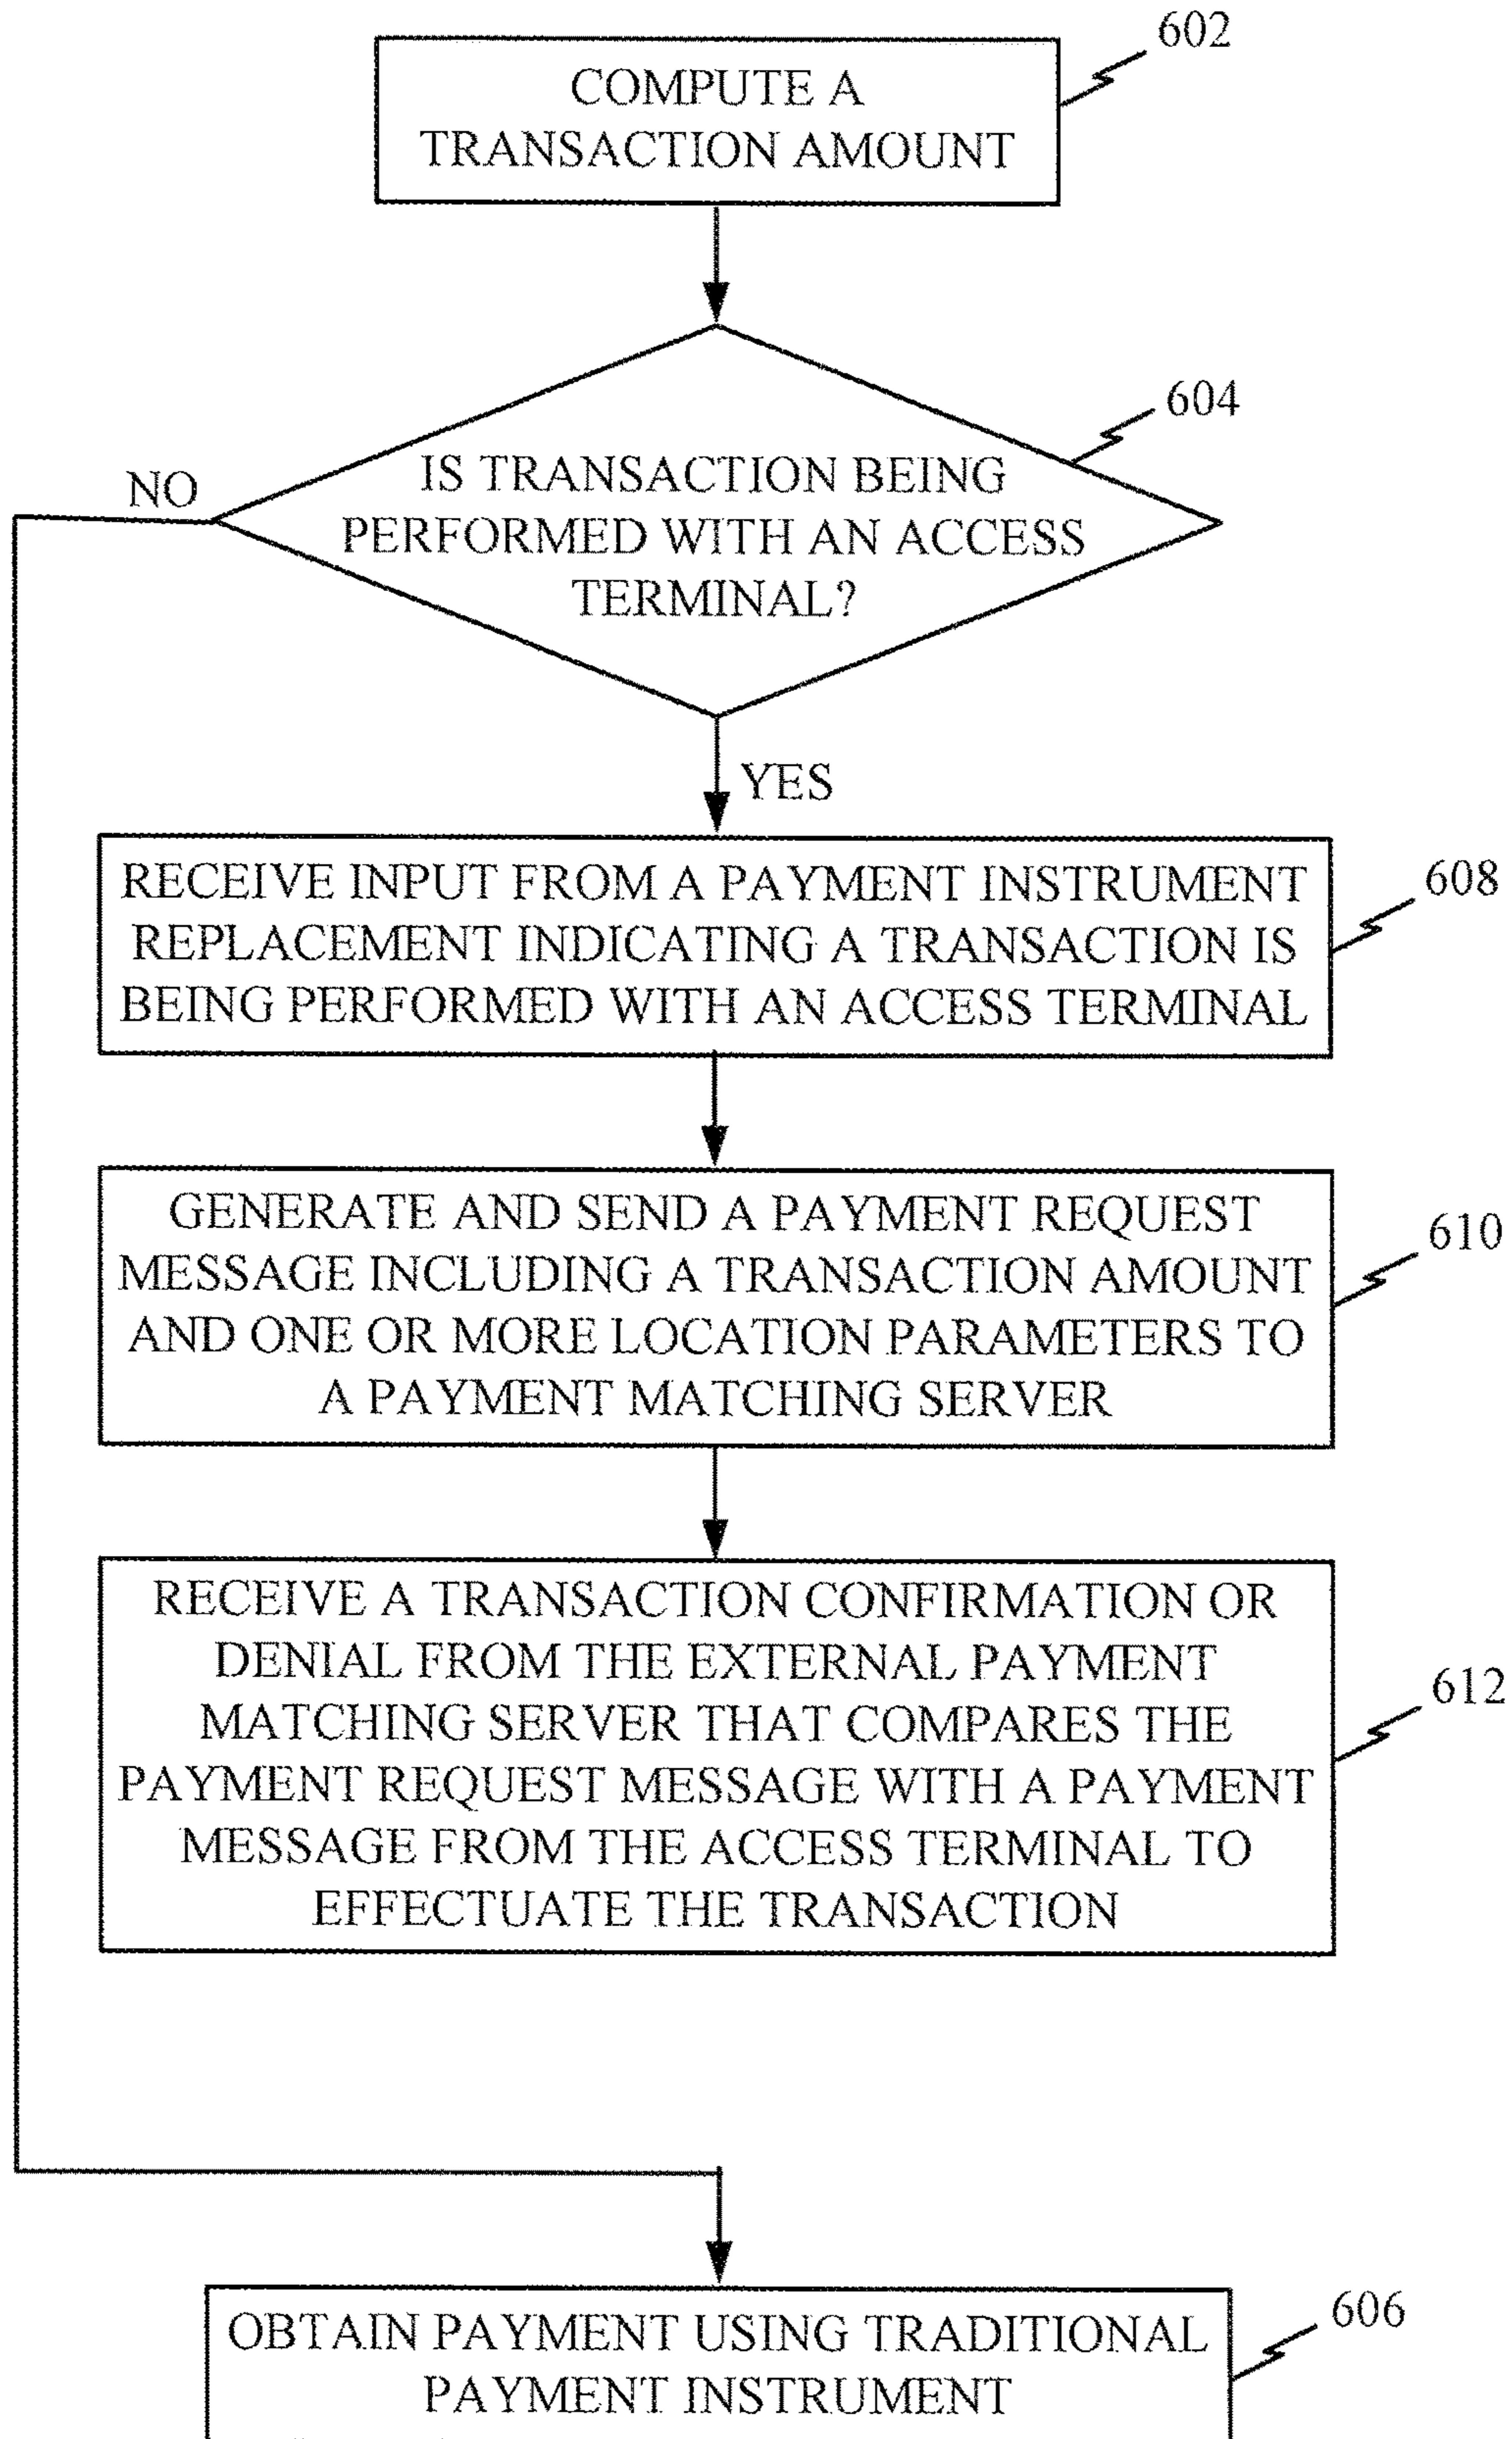 602
COMPUTE A
TRANSACTION AMOUNT
604
NO
IS TRANSACTION BEING
PERFORMED WITH AN ACCESS
TERMINAL?
YES
608
RECEIVE INPUT FROM A PAYMENT INSTRUMENT
REPLACEMENT INDICATING A TRANSACTION IS
BEING PERFORMED WITH AN ACCESS TERMINAL
610
GENERATE AND SEND A PAYMENT REQUEST
MESSAGE INCLUDING A TRANSACTION AMOUNT
AND ONE OR MORE LOCATION PARAMETERS TO
A PAYMENT MATCHING SERVER
612
RECEIVE A TRANSACTION CONFIRMATION OR
DENIAL FROM THE EXTERNAL PAYMENT
MATCHING SERVER THAT COMPARES THE
PAYMENT REQUEST MESSAGE WITH A PAYMENT
MESSAGE FROM THE ACCESS TERMINAL TO
EFFECTUATE THE TRANSACTION
606
OBTAIN PAYMENT USING TRADITIONAL
PAYMENT INSTRUMENT